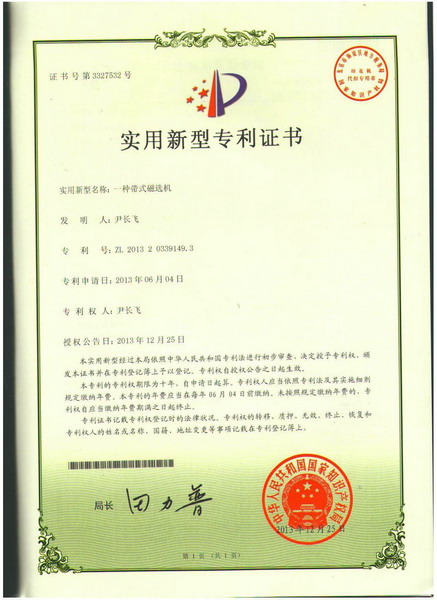 证书号第3327532号
实用新型专利证书
实用新型名称：一种带式磁选机
发 明 人：尹长飞
专 利 号：ZL 2013 2 0339149.3
专利申请日：2013年06月04日
专 利 权 人：尹长飞
授权公告日：2013年12月25日
本实用新型经过本局依照中华人民共和国专利法进行初步审查，决定授予专利权，颁
发本证书并在专利登记簿上予以登记。专利权自授权公告之日起生效。
本专利的专利权期限为十年，自申请日起算。专利权人应当依照专利法及其实施细则
规定缴纳年费。本专利的年费应当在每年06月04日前缴纳。未按照规定缴纳年费的，专
利权自应当缴纳年费期满之日起终止。
专利证书记载专利权登记时的法律状况。专利权的转移、质押、无效、终止、恢复和
专利权人的姓名或名称、国籍、地址变更等事项记载在专利登记簿上。
局长 田力普
中华人民共和国国家知识产权局
2013年12月25日
第1页（共1页）